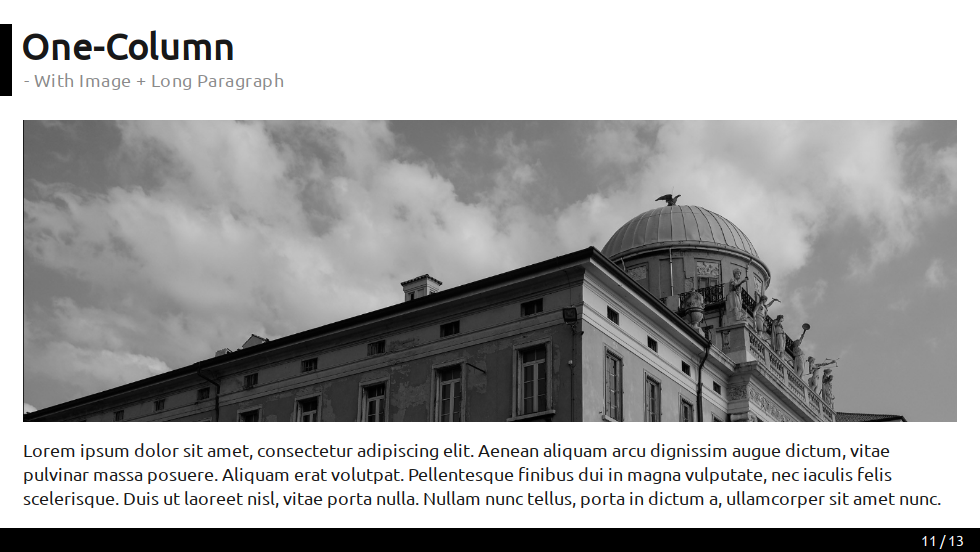 One-Column
- With Image + Long Paragraph
Lorem ipsum dolor sit amet, consectetur adipiscing elit. Aenean aliquam arcu dignissim augue dictum, vitae
pulvinar massa posuere. Aliquam erat volutpat. Pellentesque finibus dui in magna vulputate, nec iaculis felis
scelerisque. Duis ut laoreet nisl, vitae porta nulla. Nullam nunc tellus, porta in dictum a, ullamcorper sit amet nunc.
11 / 13